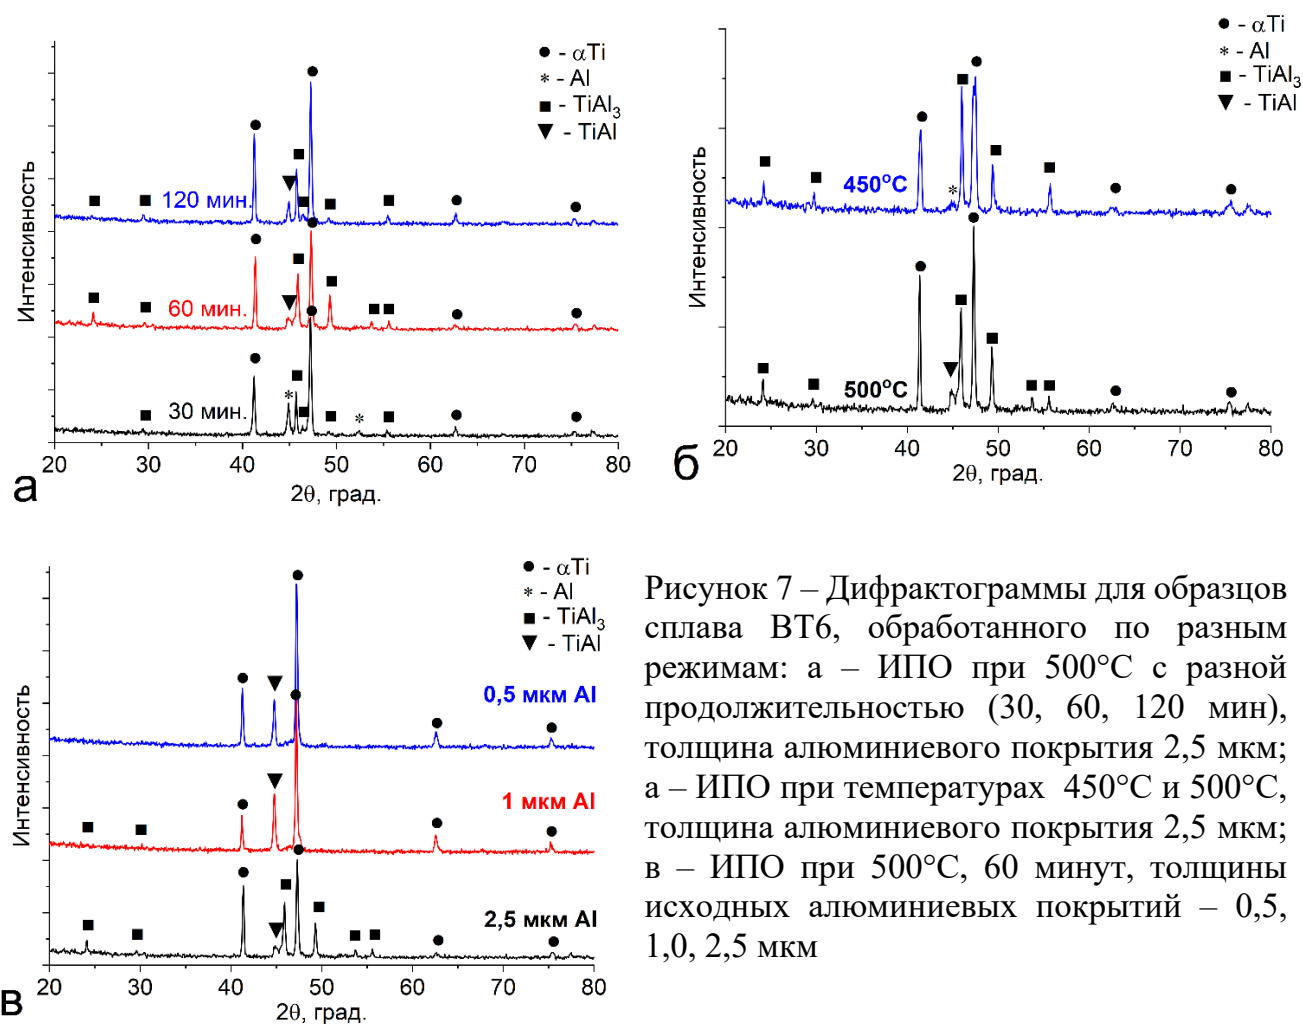 ● - αTi
* - Al
■ - TiAl₃
▼ - TiAl
Интенсивность
120 мин.
60 мин.
30 мин.
20 30 40 50 60 70 80
2θ, град.
а
● - αTi
* - Al
■ - TiAl₃
▼ - TiAl
Интенсивность
450°C
500°C
20 30 40 50 60 70 80
2θ, град.
б
● - αTi
* - Al
■ - TiAl₃
▼ - TiAl
Интенсивность
0,5 мкм Al
1 мкм Al
2,5 мкм Al
20 30 40 50 60 70 80
2θ, град.
в
Рисунок 7 – Дифрактограммы для образцов
сплава ВТ6, обработанного по разным
режимам: а – ИПО при 500°С с разной
продолжительностью (30, 60, 120 мин),
толщина алюминиевого покрытия 2,5 мкм;
а – ИПО при температурах 450°С и 500°С,
толщина алюминиевого покрытия 2,5 мкм;
в – ИПО при 500°С, 60 минут, толщины
исходных алюминиевых покрытий – 0,5,
1,0, 2,5 мкм